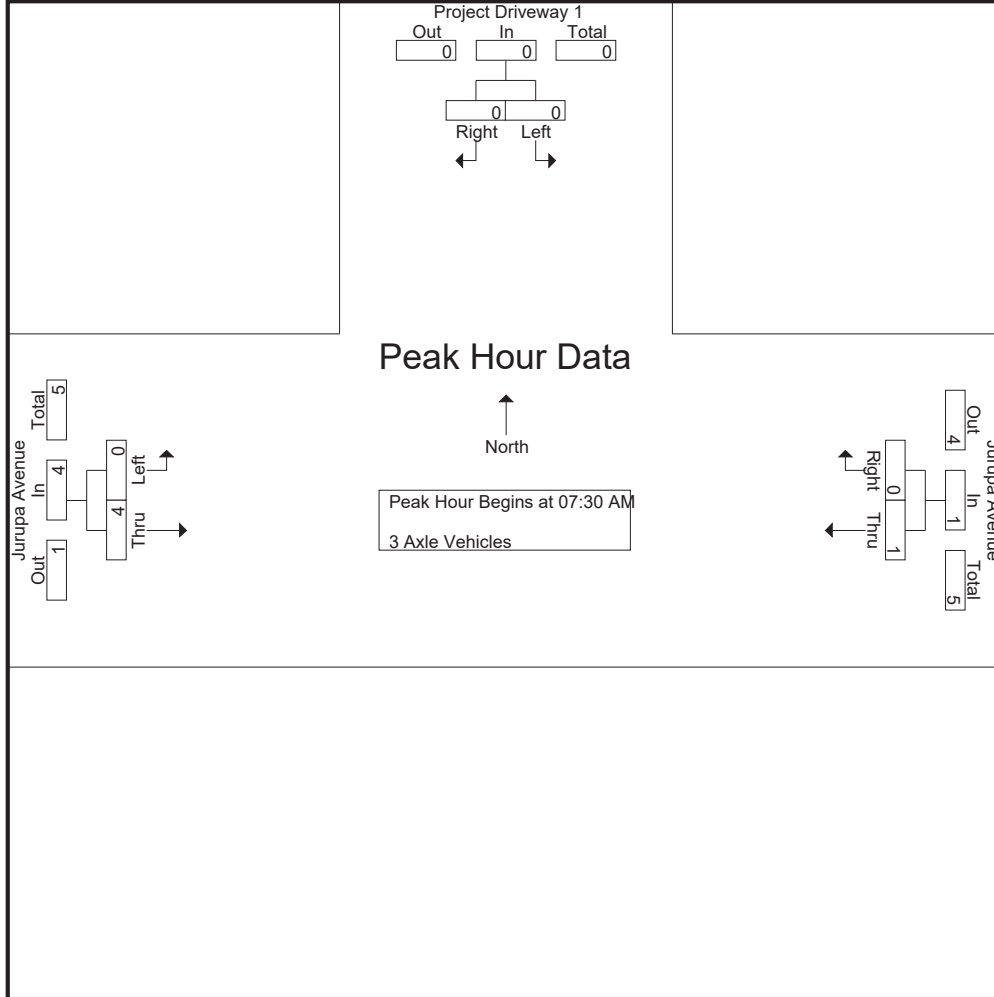 Project Driveway 1
Out In Total
0 0 0
0 0
Right Left
Peak Hour Data
North
Peak Hour Begins at 07:30 AM
3 Axle Vehicles
Jurupa Avenue
Out In Total
1 4 5
Left
0
Thru
4
Jurupa Avenue
Out In Total
4 1 5
Right
0
Thru
1